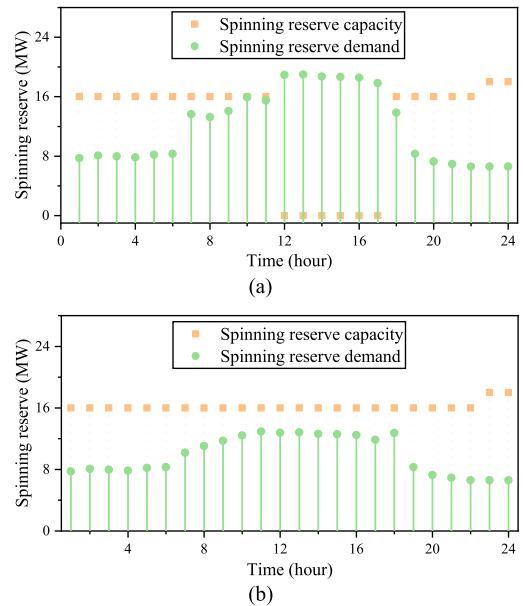 Spinning reserve capacity
Spinning reserve demand
Spinning reserve (MW)
24
16
8
0
0 4 8 12 16 20 24
Time (hour)
(a)
Spinning reserve capacity
Spinning reserve demand
Spinning reserve (MW)
24
16
8
0
4 8 12 16 20 24
Time (hour)
(b)